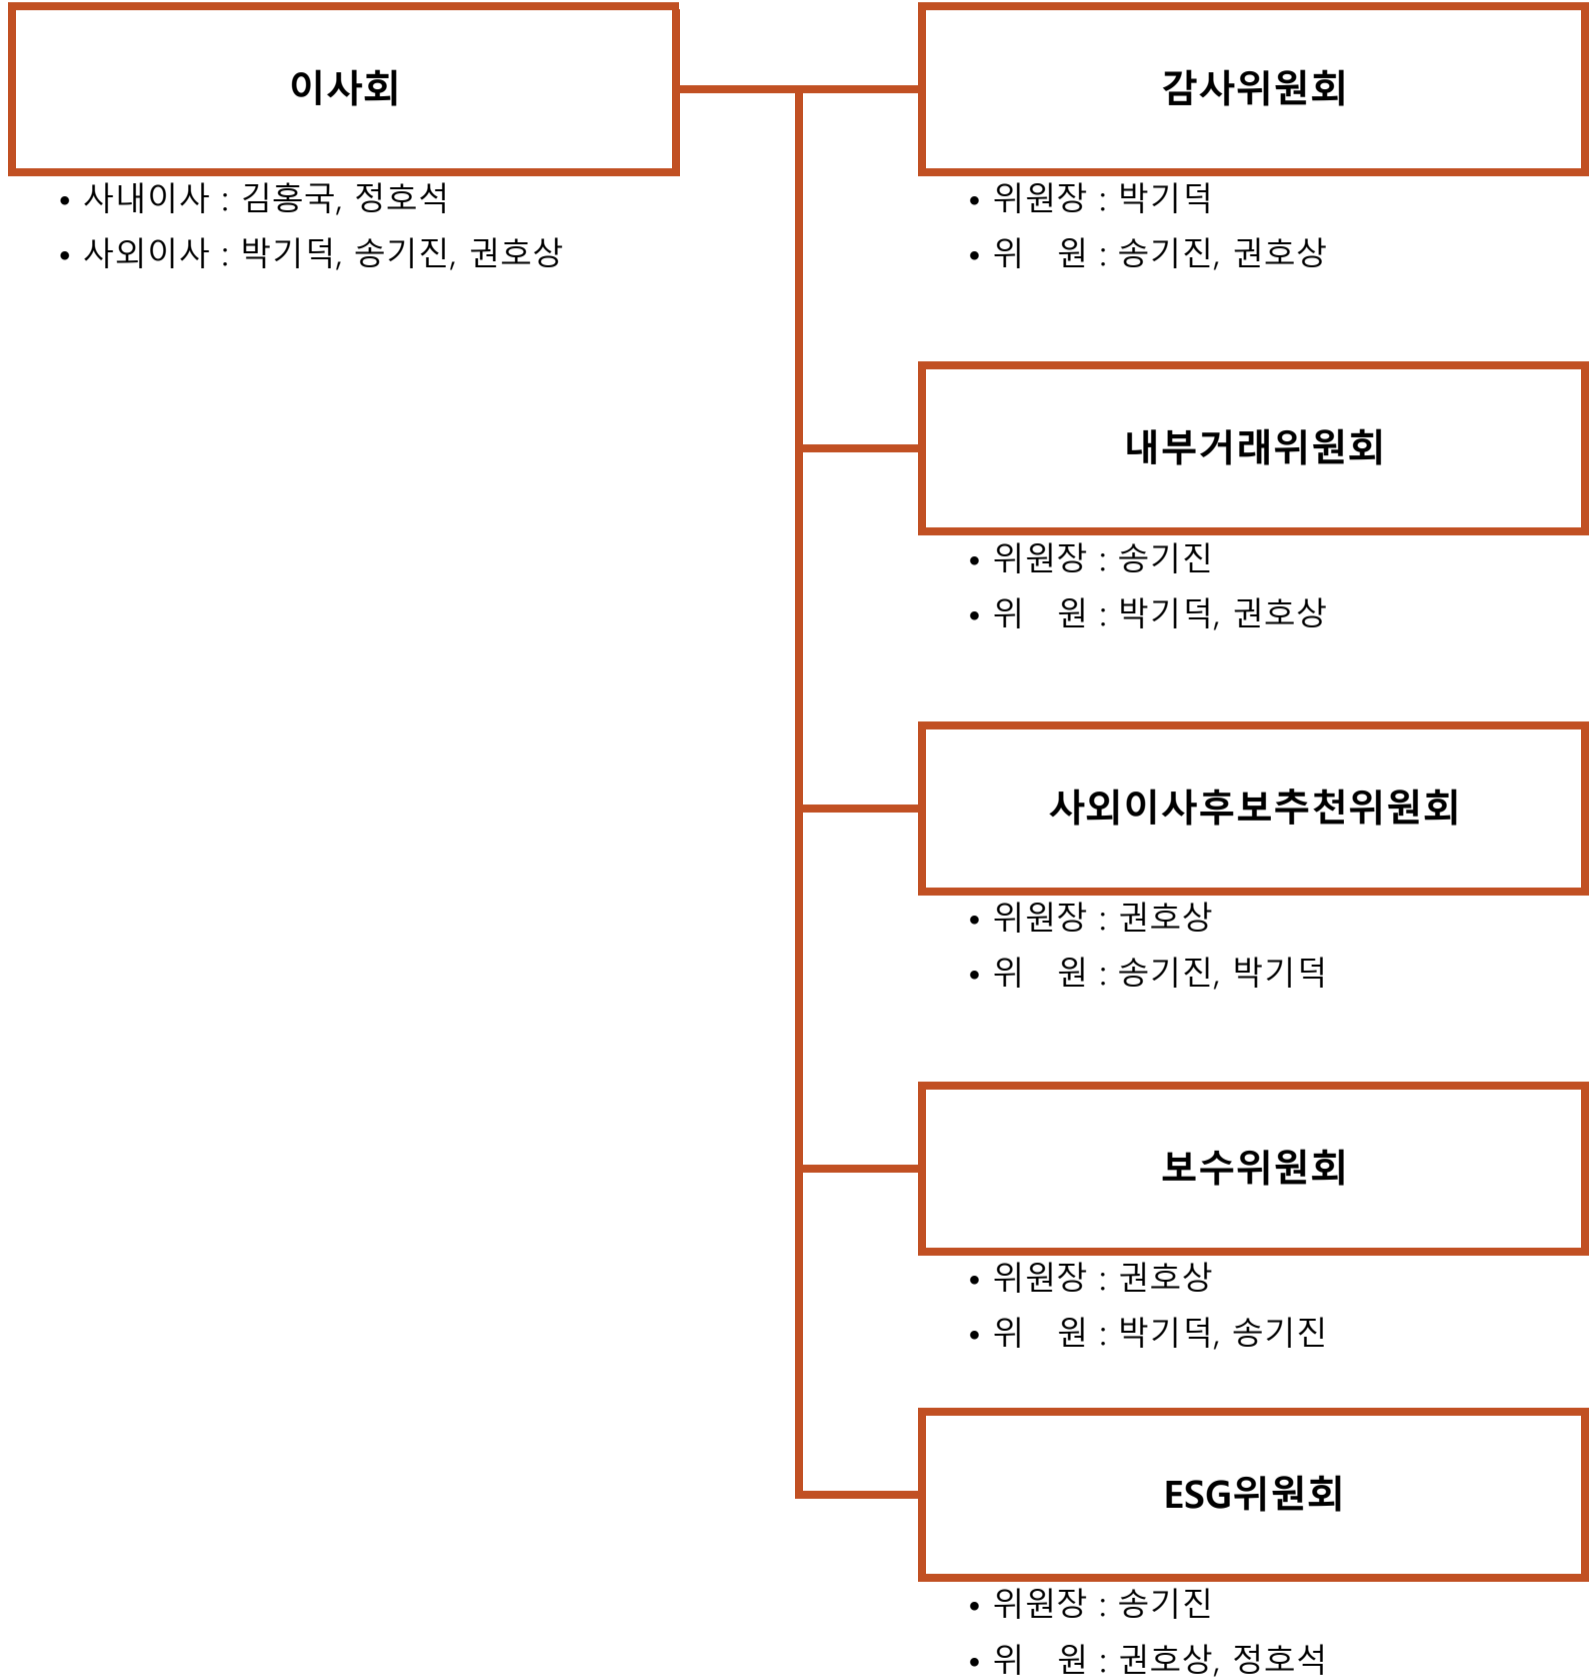 이사회
• 사내이사 : 김홍국, 정호석
• 사외이사 : 박기덕, 송기진, 권호상
감사위원회
• 위원장 : 박기덕
• 위 원 : 송기진, 권호상
내부거래위원회
• 위원장 : 송기진
• 위 원 : 박기덕, 권호상
사외이사후보추천위원회
• 위원장 : 권호상
• 위 원 : 송기진, 박기덕
보수위원회
• 위원장 : 권호상
• 위 원 : 박기덕, 송기진
ESG위원회
• 위원장 : 송기진
• 위 원 : 권호상, 정호석